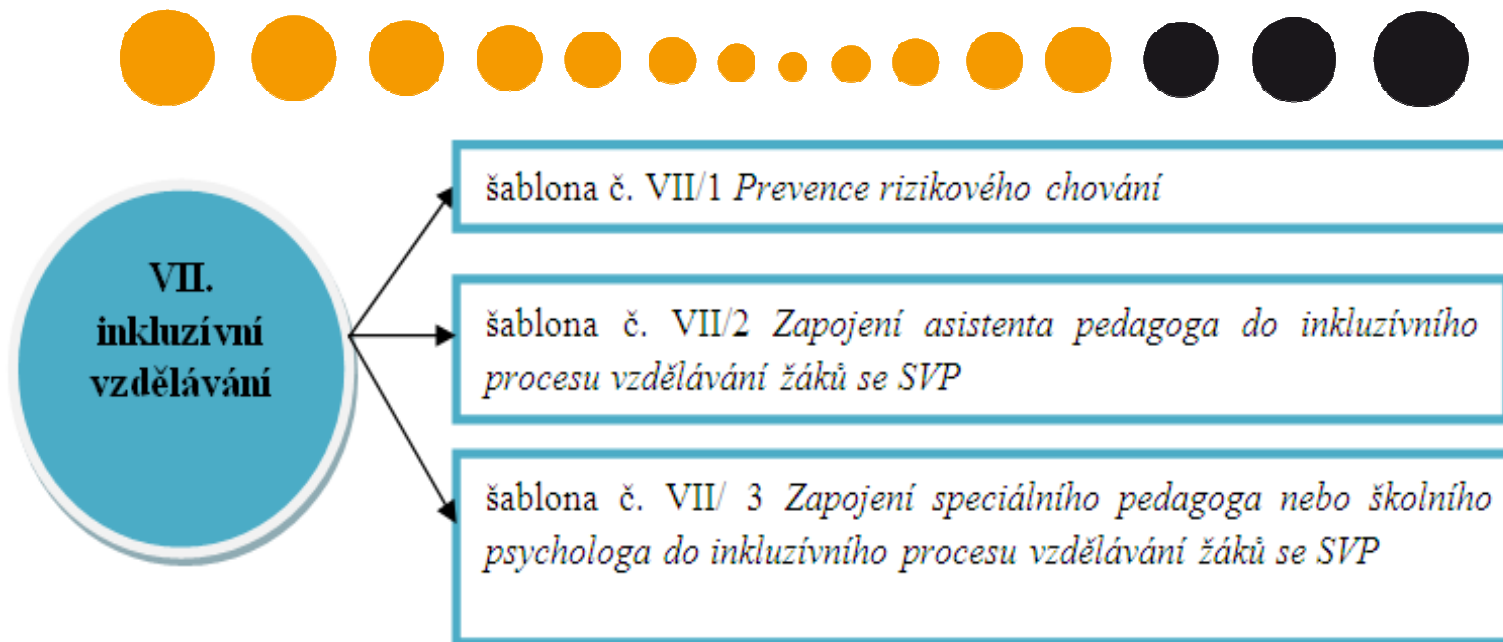 šablona č. VII/1 Prevence rizikového chování
VII.
inkluzívní
vzdělávání
šablona č. VII/2 Zapojení asistenta pedagoga do inkluzívního
procesu vzdělávání žáků se SVP
šablona č. VII/ 3 Zapojení speciálního pedagoga nebo školního
psychologa do inkluzívního procesu vzdělávání žáků se SVP